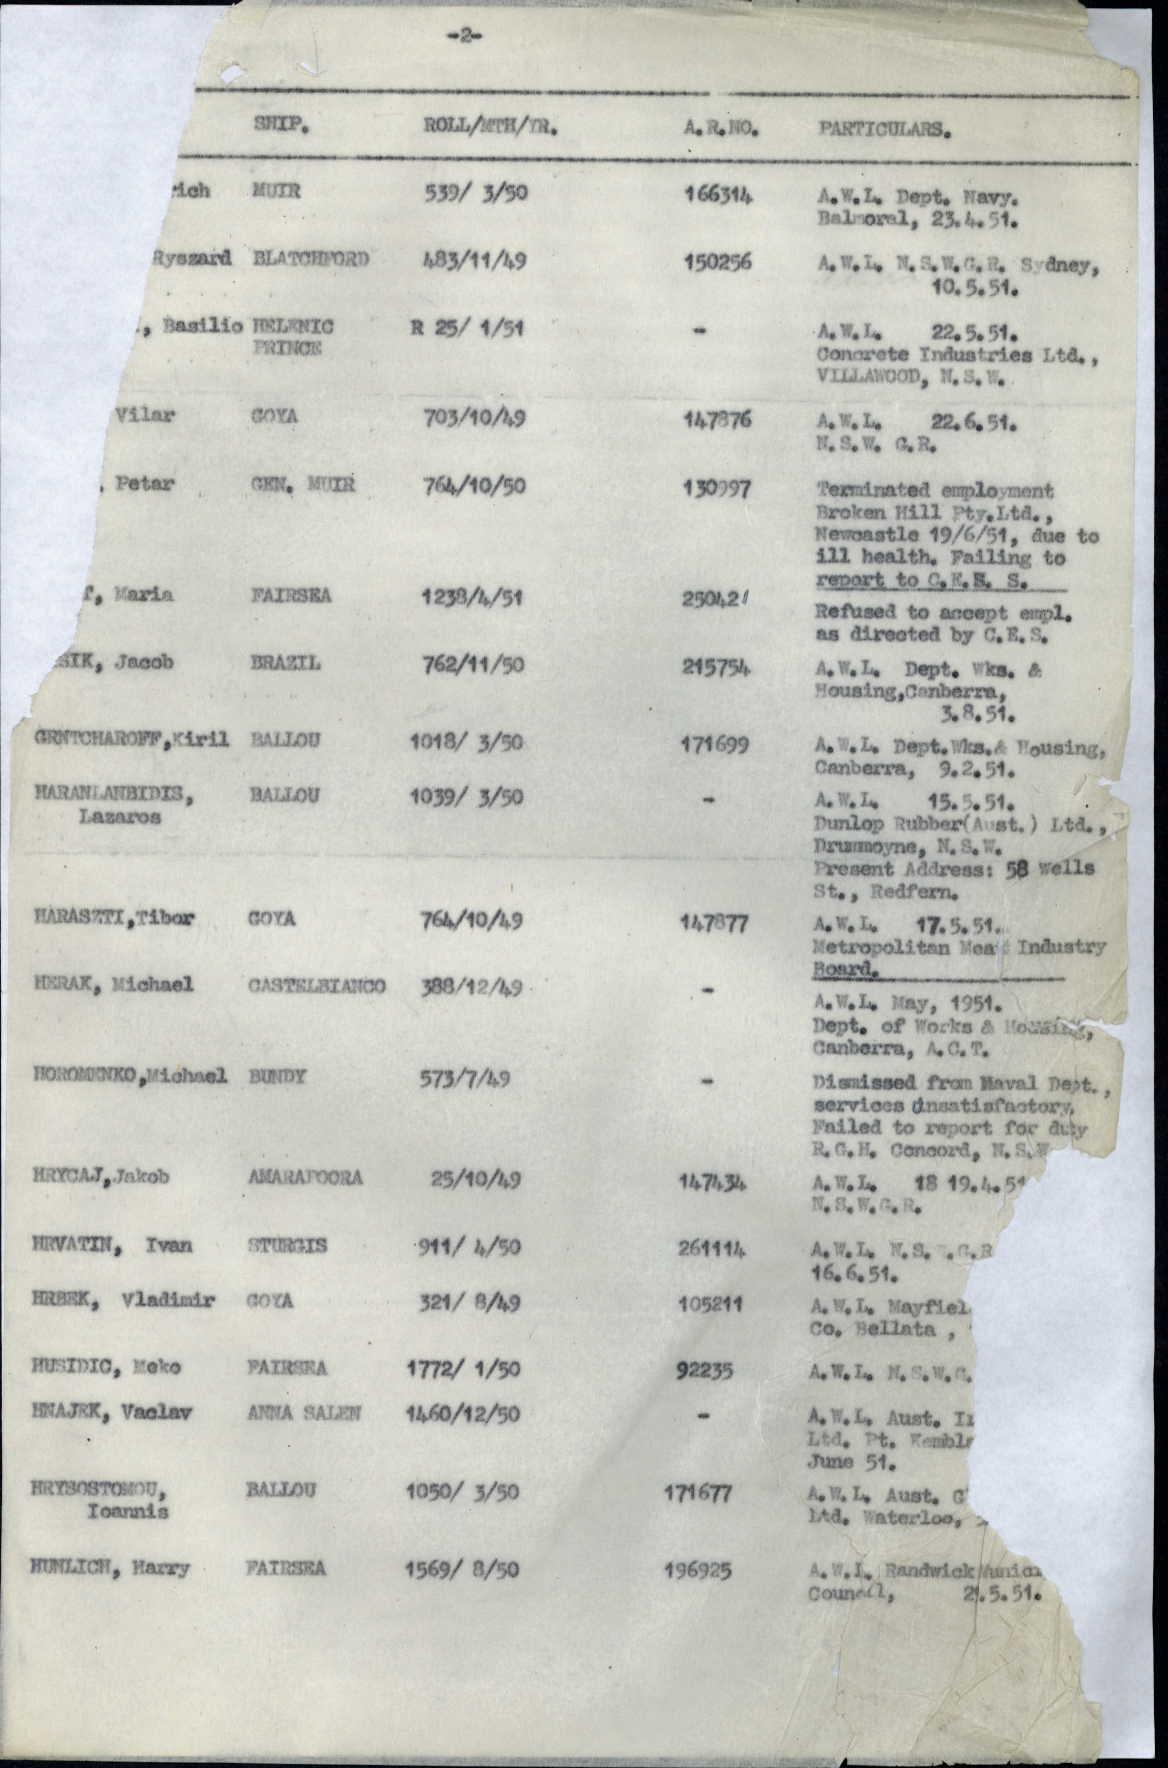 -2-
SHIP. ROLL/MTH/YR. A.R.NO. PARTICULARS.
rich MUIR 539/ 3/50 166314 A.W.L. Dept. Navy.
Balmoral, 23.4.51.
Ryszard BLATCHFORD 483/11/49 150256 A.W.L. N.S.W.G.R. Sydney,
10.5.51.
., Basilio HELENIC R 25/ 1/51 - A.W.L. 22.5.51.
PRINCE Concrete Industries Ltd.,
VILLAWOOD, N.S.W.
Vilar GOYA 703/10/49 147876 A.W.L. 22.6.51.
N.S.W. G.R.
, Petar GEN. MUIR 764/10/50 130997 Terminated employment
Broken Hill Pty.Ltd.,
Newcastle 19/6/51, due to
ill health. Failing to
report to C.E.S.
T, Maria FAIRSEA 1238/4/51 250421 Refused to accept empl.
as directed by C.E.S.
SIK, Jacob BRAZIL 762/11/50 215754 A.W.L. Dept. Wks. &
Housing,Canberra,
3.8.51.
GRNTCHAROFF,Kiril BALLOU 1018/ 3/50 171699 A.W.L. Dept.Wks.& Housing,
Canberra, 9.2.51.
HARANLANBIDIS, BALLOU 1039/ 3/50 - A.W.L. 15.5.51.
Lazaros Dunlop Rubber(Aust.) Ltd.,
Drummoyne, N.S.W.
Present Address: 58 Wells
St., Redfern.
HARASZTI,Tibor GOYA 764/10/49 147877 A.W.L. 17.5.51.
Metropolitan Meat Industry
Board.
HERAK, Michael CASTELBIANCO 388/12/49 - A.W.L. May, 1951.
Dept. of Works & Housing,
Canberra, A.C.T.
HOROMENKO,Michael BUNDY 573/7/49 - Dismissed from Naval Dept.,
services unsatisfactory.
Failed to report for duty
R.G.H. Concord, N.S.W
HRYCAJ,Jakob AMARAPOORA 25/10/49 147434 A.W.L. 18 19.4.51
N.S.W.G.R.
HRVATIN, Ivan STURGIS 911/ 4/50 261114 A.W.L. N.S.W.G.R
16.6.51.
HRBEK, Vladimir GOYA 321/ 8/49 105211 A.W.L. Mayfiel
Co. Bellata ,
HUSIDIC, Meko FAIRSEA 1772/ 1/50 92235 A.W.L. N.S.W.G.
HNAJEK, Vaclav ANNA SALEN 1460/12/50 - A.W.L. Aust. I
Ltd. Pt. Kembla
June 51.
HRYSOSTOMOU, BALLOU 1050/ 3/50 171677 A.W.L. Aust. G
Ioannis Ltd. Waterloo,
HUMLICH, Harry FAIRSEA 1569/ 8/50 196925 A.W.L. Randwick Munici
Council, 21.5.51.